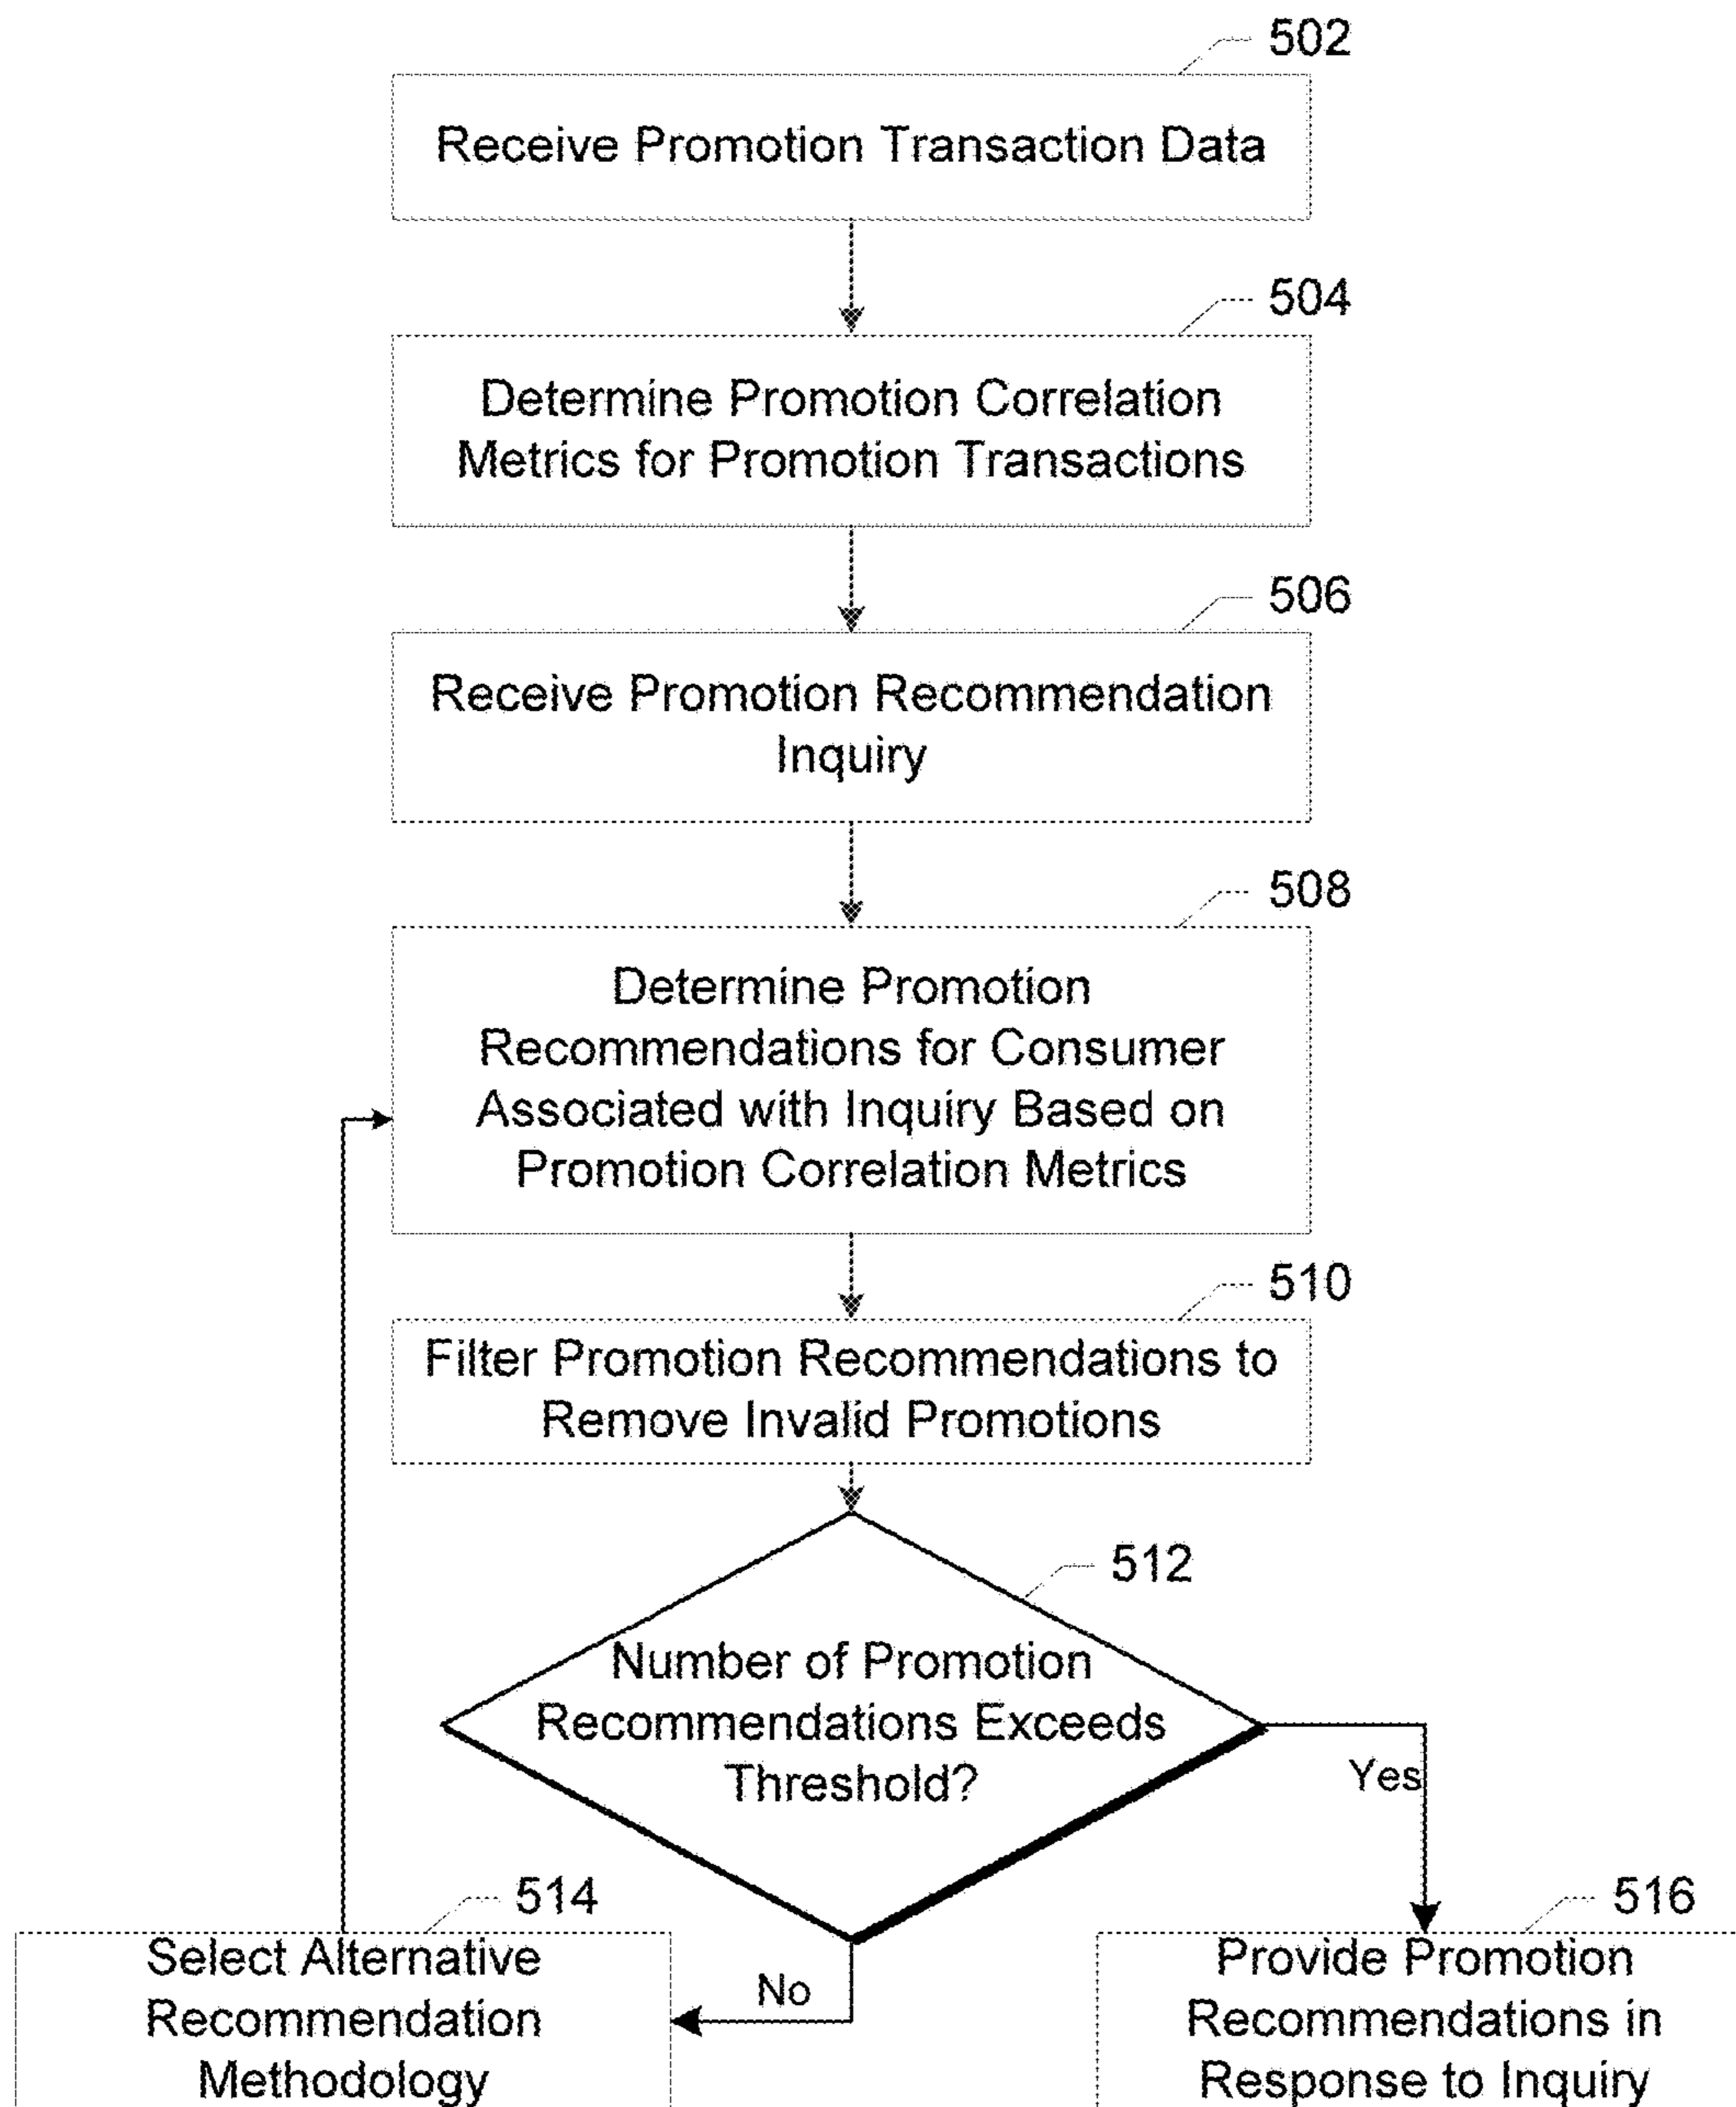 502
Receive Promotion Transaction Data
504
Determine Promotion Correlation
Metrics for Promotion Transactions
506
Receive Promotion Recommendation
Inquiry
508
Determine Promotion
Recommendations for Consumer
Associated with Inquiry Based on
Promotion Correlation Metrics
510
Filter Promotion Recommendations to
Remove Invalid Promotions
512
Number of Promotion
Recommendations Exceeds
Threshold?
Yes
No
514
Select Alternative
Recommendation
Methodology
516
Provide Promotion
Recommendations in
Response to Inquiry